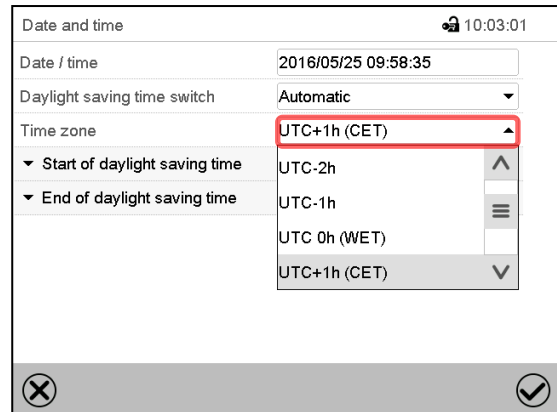 Date and time 10:03:01
Date / time 2016/05/25 09:58:35
Daylight saving time switch Automatic
Time zone UTC+1h (CET)
Start of daylight saving time
End of daylight saving time
UTC-2h
UTC-1h
UTC 0h (WET)
UTC+1h (CET)